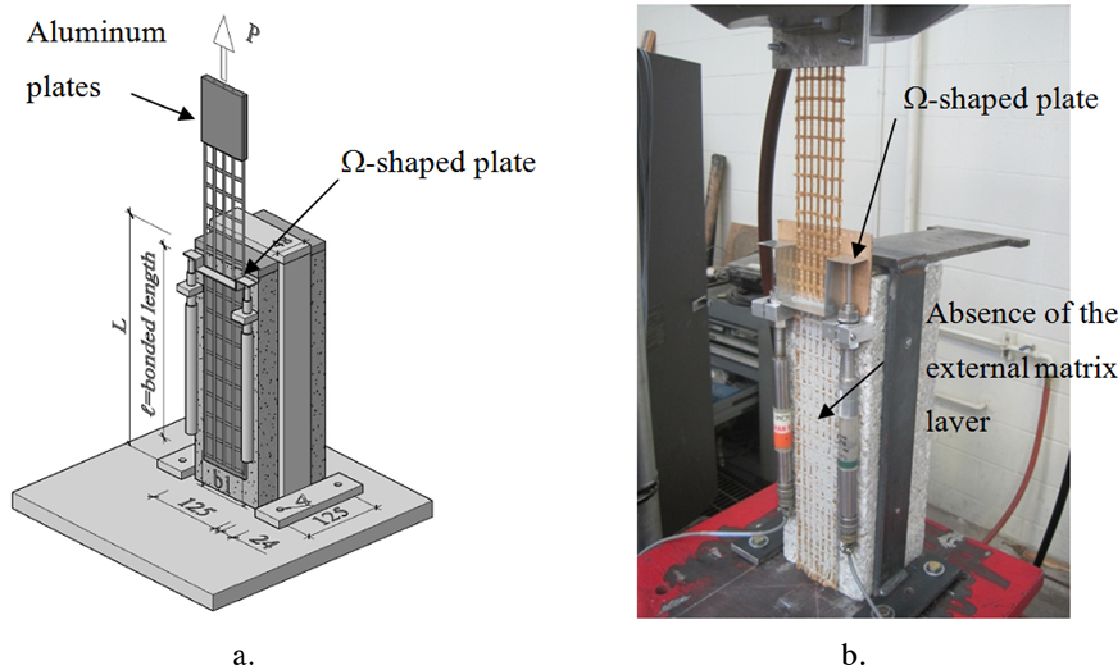 Aluminum
plates
P
Ω-shaped plate
L
ℓ=bonded length
b1
125
24
125
a.
Ω-shaped plate
Absence of the
external matrix
layer
b.